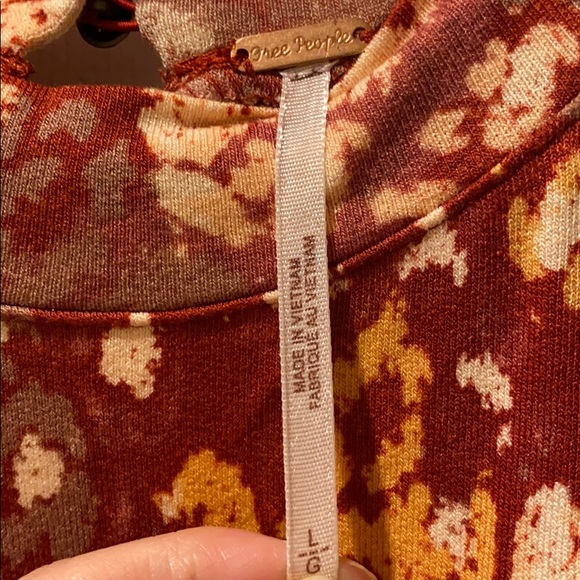 Free People
MADE IN VIETNAM
FABRIQUÉ AU VIETNAM
L
G